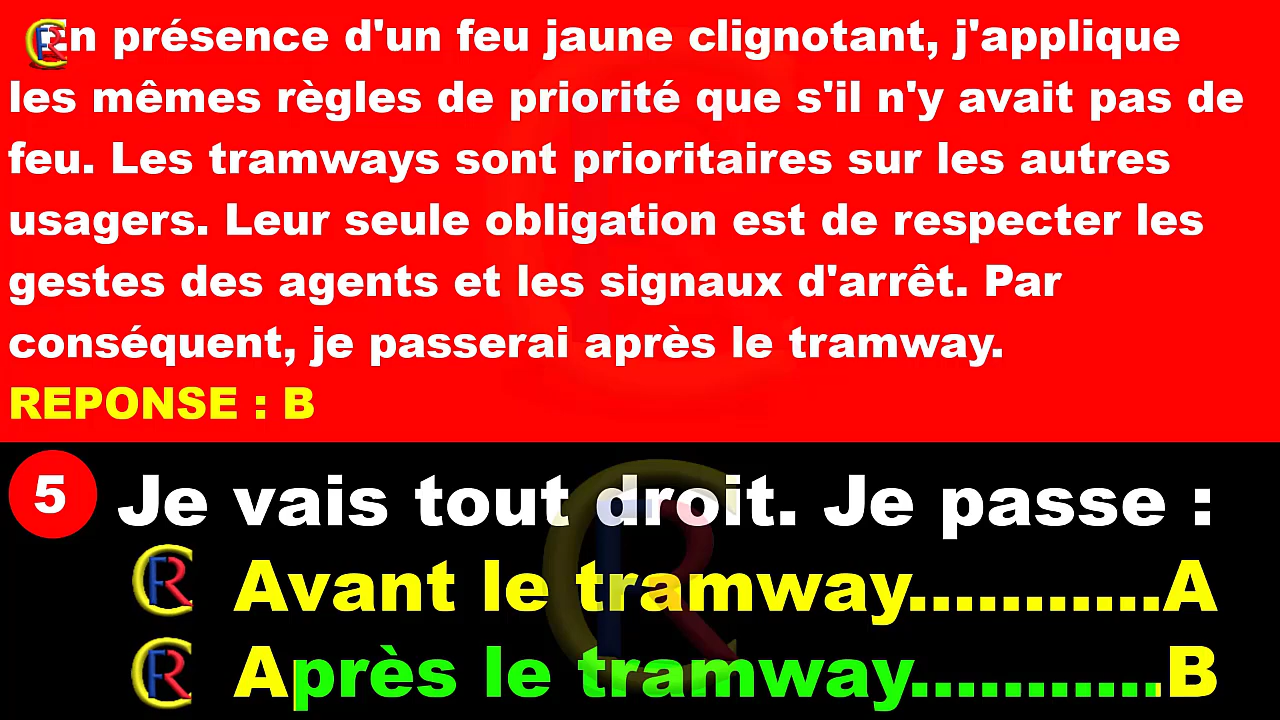 En présence d'un feu jaune clignotant, j'applique
les mêmes règles de priorité que s'il n'y avait pas de
feu. Les tramways sont prioritaires sur les autres
usagers. Leur seule obligation est de respecter les
gestes des agents et les signaux d'arrêt. Par
conséquent, je passerai après le tramway.
REPONSE : B
5 Je vais tout droit. Je passe :
CFR Avant le tramway...........A
CFR Après le tramway...........B